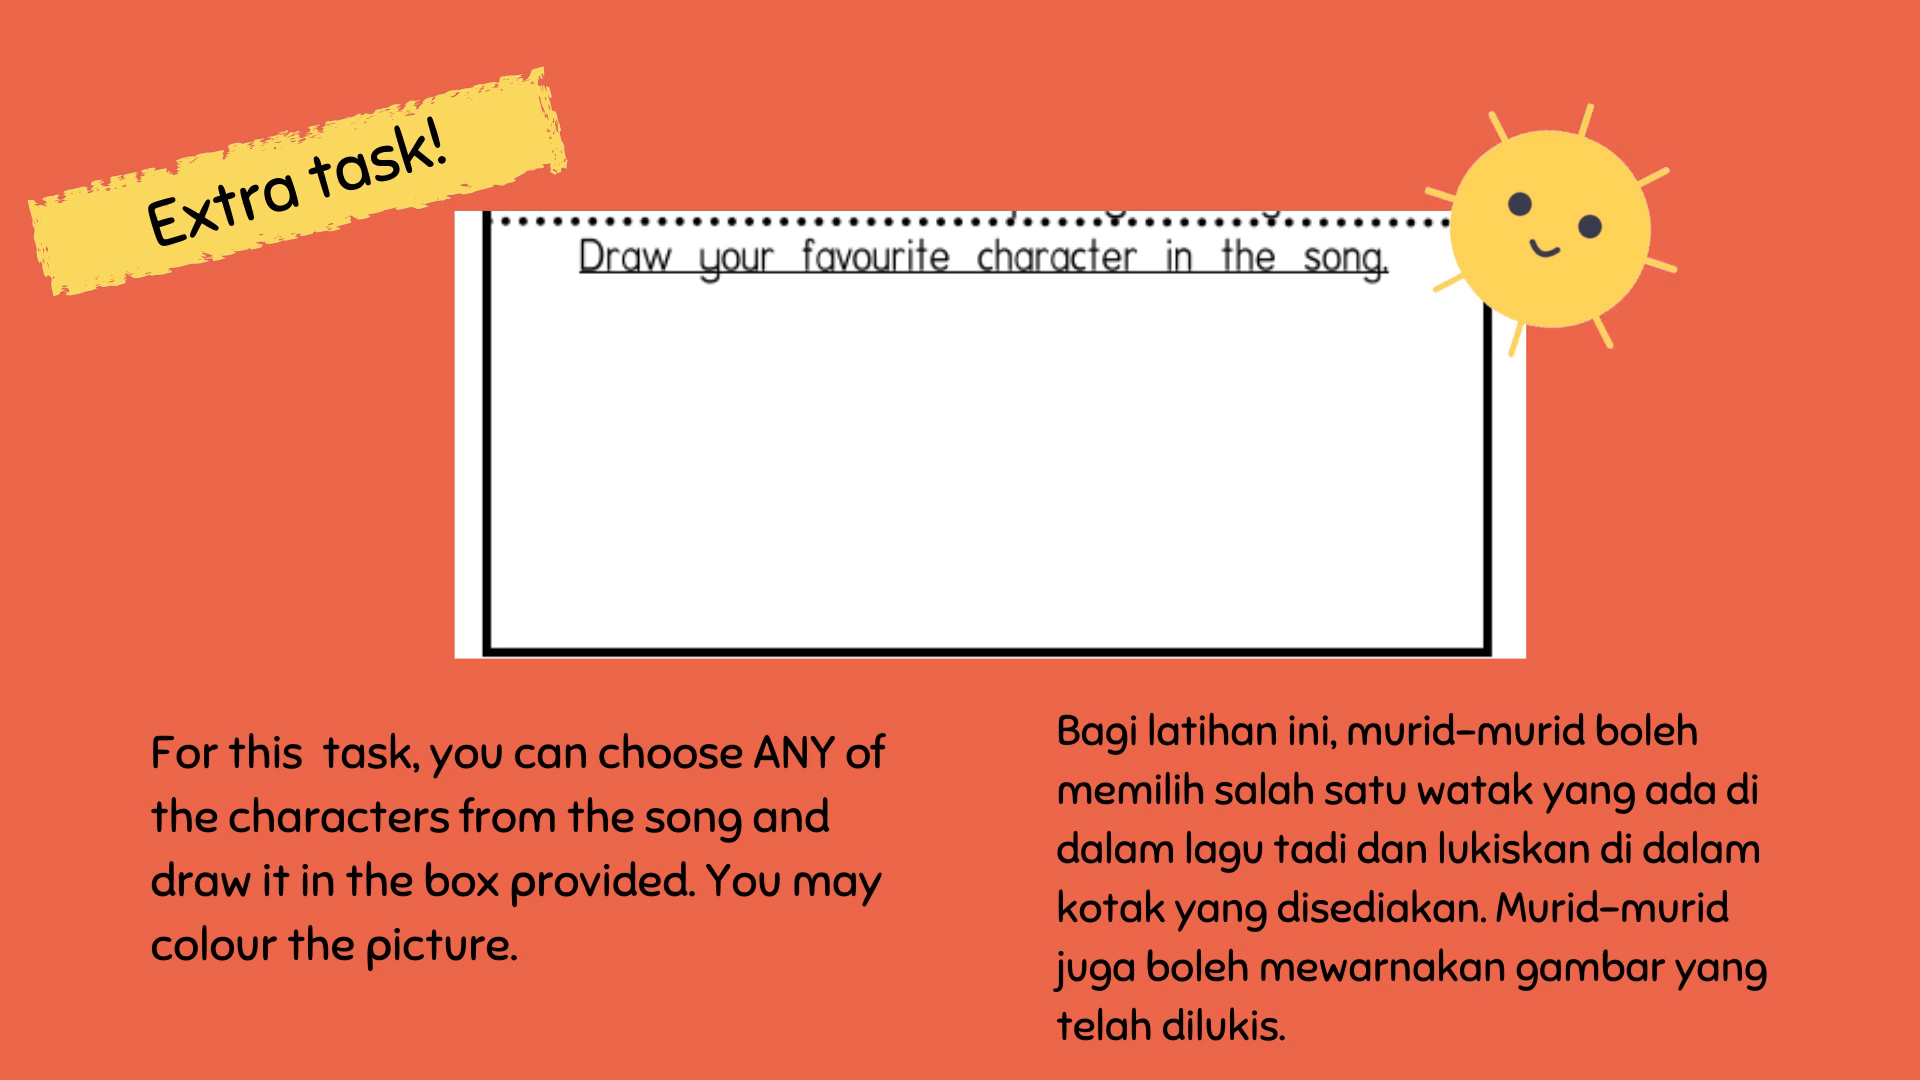 Extra task!
Draw your favourite character in the song.
For this task, you can choose ANY of
the characters from the song and
draw it in the box provided. You may
colour the picture.
Bagi latihan ini, murid-murid boleh
memilih salah satu watak yang ada di
dalam lagu tadi dan lukiskan di dalam
kotak yang disediakan. Murid-murid
juga boleh mewarnakan gambar yang
telah dilukis.